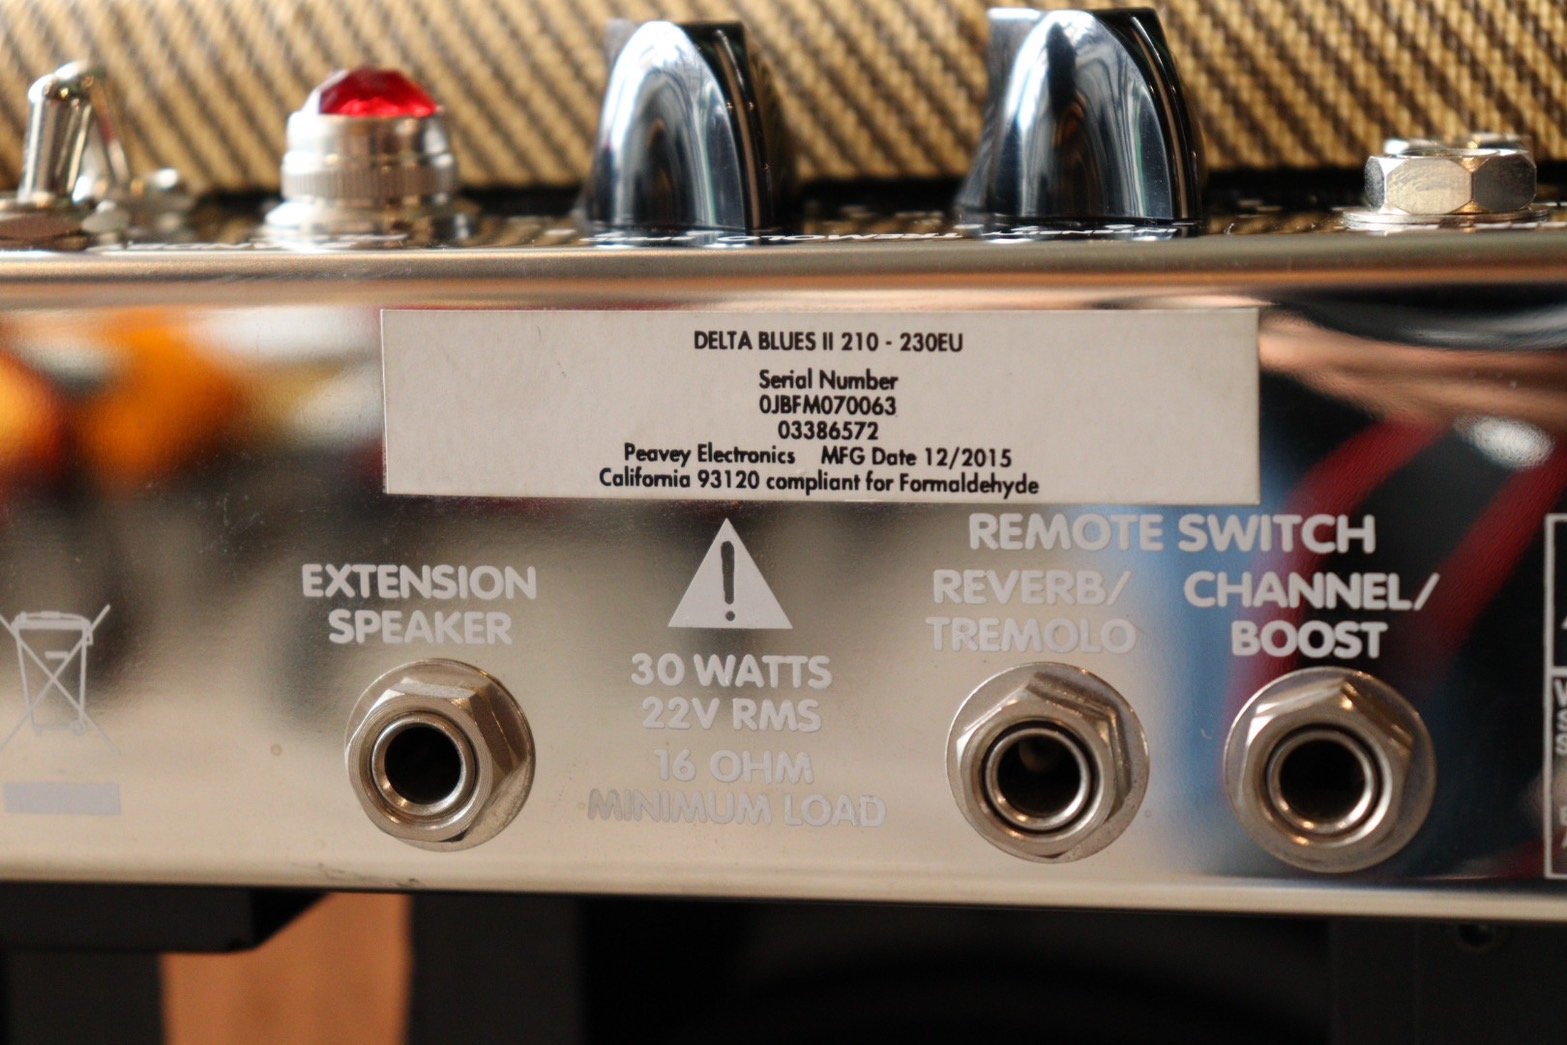 DELTA BLUES II 210 - 230EU
Serial Number
0JBFM070063
03386572
Peavey Electronics MFG Date 12/2015
California 93120 compliant for Formaldehyde
EXTENSION
SPEAKER
!
30 WATTS
22V RMS
16 OHM
MINIMUM LOAD
REMOTE SWITCH
REVERB/
TREMOLO
CHANNEL/
BOOST